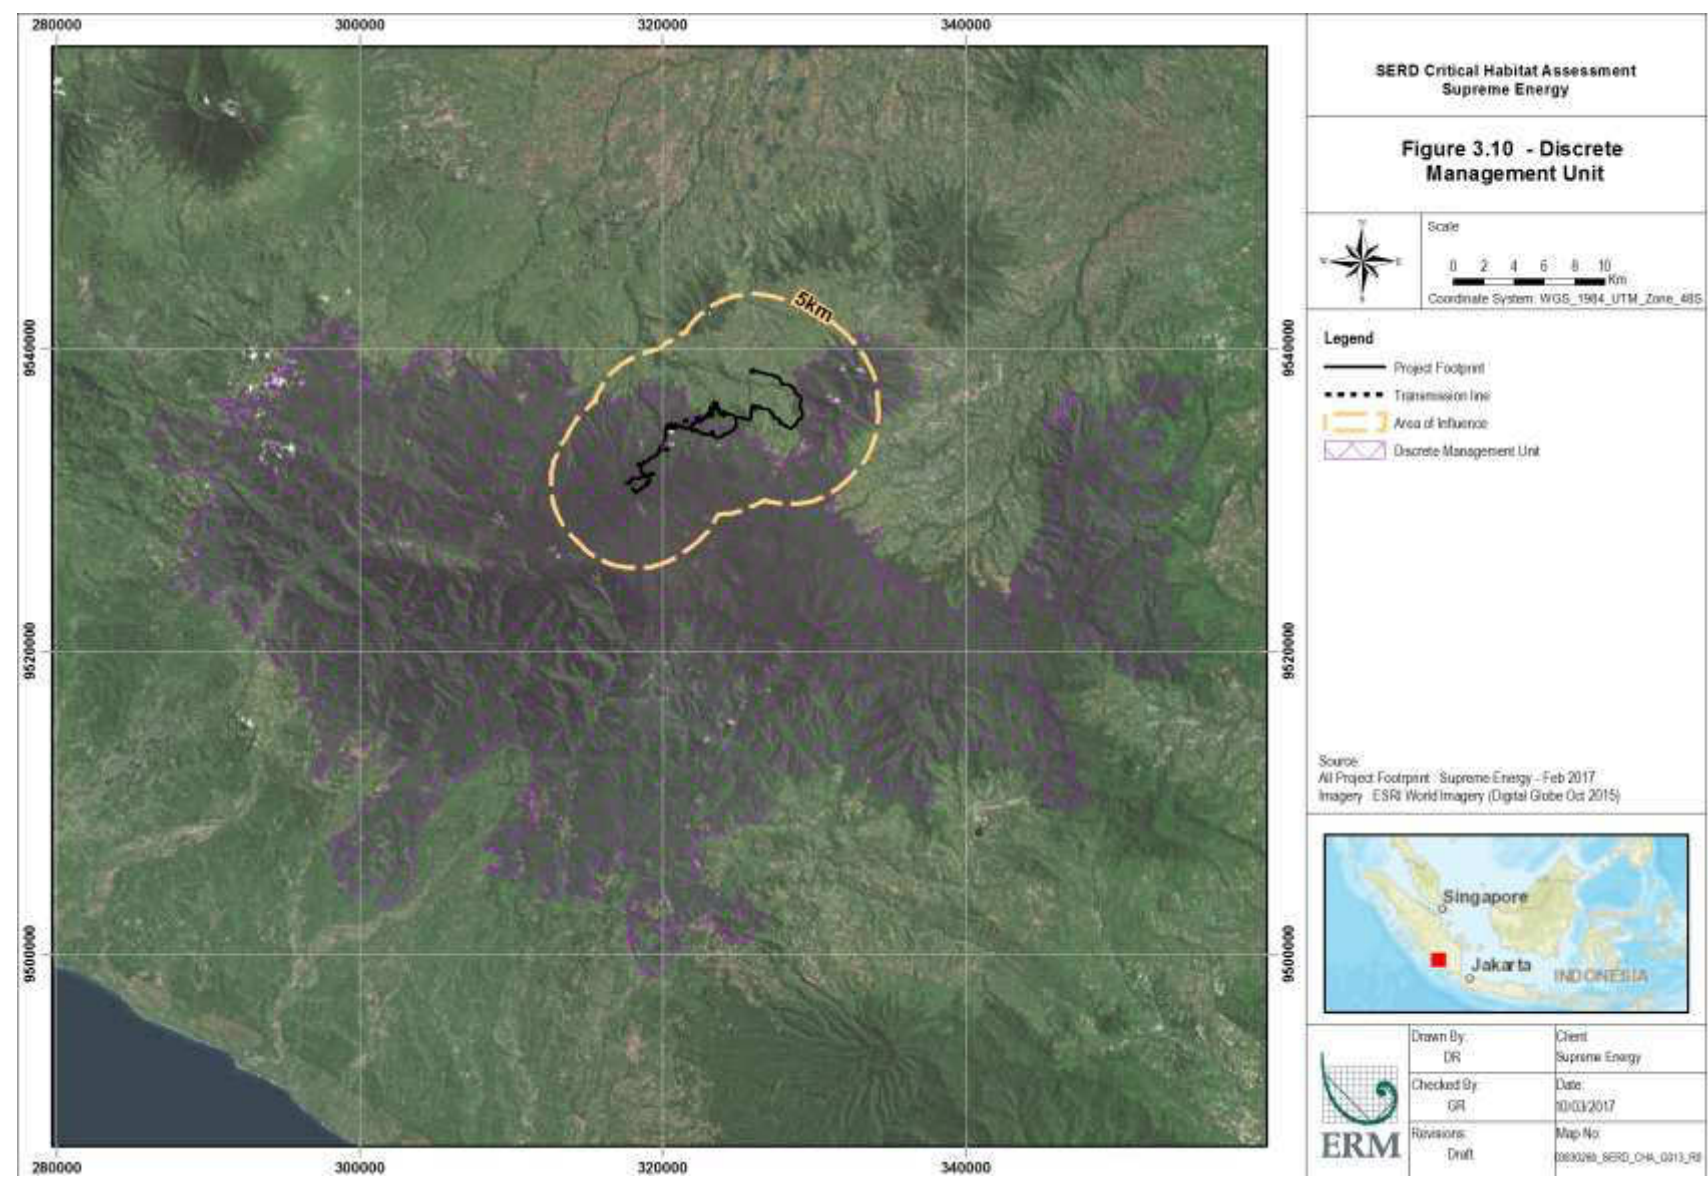 280000 300000 320000 340000
9540000 9540000
9520000 9520000
9500000 9500000
5km
280000 300000 320000 340000
SERD Critical Habitat Assessment
Supreme Energy
Figure 3.10 - Discrete
Management Unit
N
W E
S
Scale
0 2 4 6 8 10
Km
Coordinate System: WGS_1984_UTM_Zone_48S
Legend
Project Footprint
Transmission line
Area of Influence
Discrete Management Unit
Source:
All Project Footprint : Supreme Energy - Feb 2017
Imagery : ESRI World Imagery (Digital Globe Oct 2015)
Singapore
Jakarta
INDONESIA
ERM
Drawn By:
DR
Client
Supreme Energy
Checked By:
GR
Date:
10/03/2017
Revisions:
Draft
Map No: